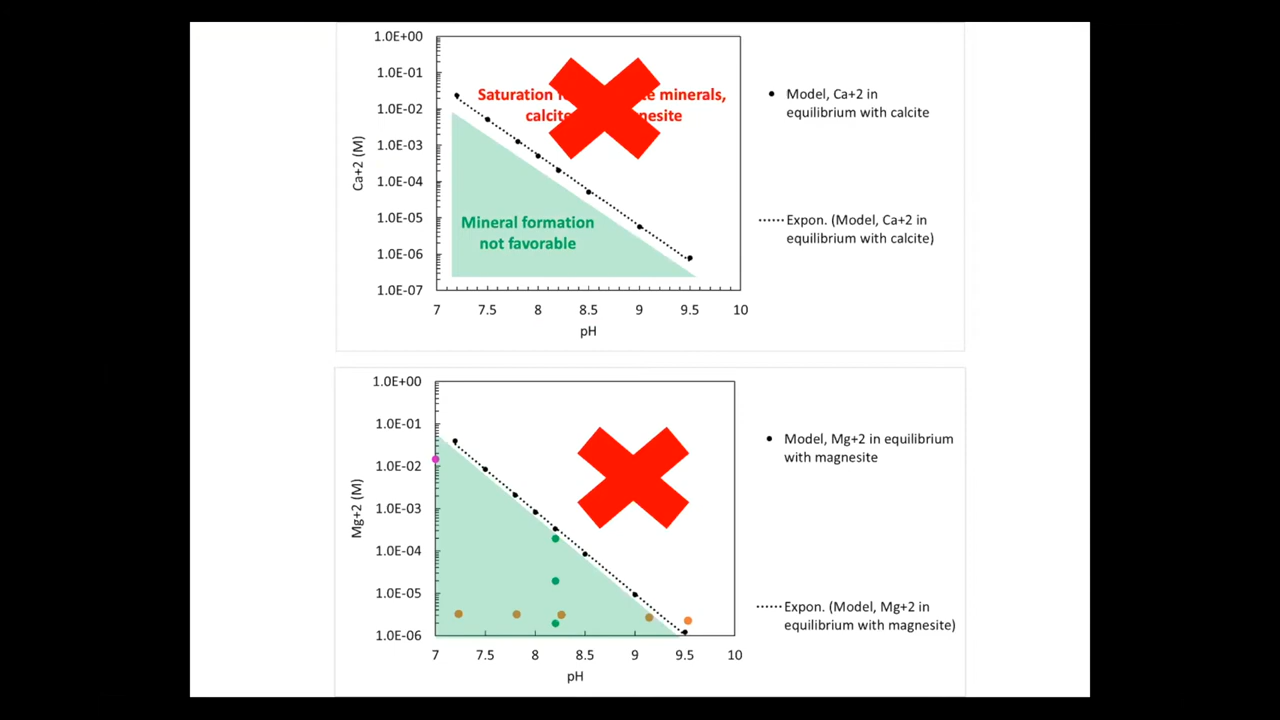 1.0E+00
1.0E-01
1.0E-02
1.0E-03
1.0E-04
1.0E-05
1.0E-06
1.0E-07
Ca+2 (M)
Saturation minerals,
calcite
Mineral formation
not favorable
7 7.5 8 8.5 9 9.5 10
pH
Model, Ca+2 in
equilibrium with calcite
Expon. (Model, Ca+2 in
equilibrium with calcite)
1.0E+00
1.0E-01
1.0E-02
1.0E-03
1.0E-04
1.0E-05
1.0E-06
Mg+2 (M)
7 7.5 8 8.5 9 9.5 10
pH
Model, Mg+2 in equilibrium
with magnesite
Expon. (Model, Mg+2 in
equilibrium with magnesite)